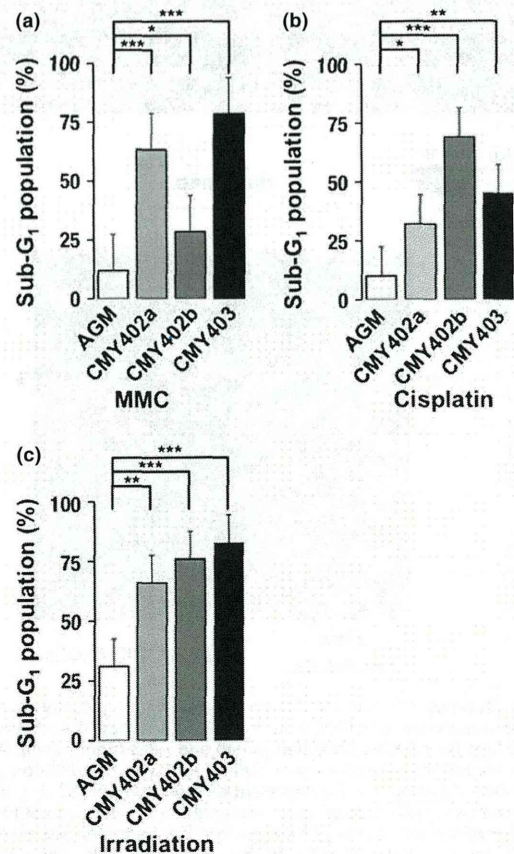 (a)
***
*
***
Sub-G₁ population (%)
100
75
50
25
0
AGM
CMY402a
CMY402b
CMY403
MMC
(b)
**
***
*
Sub-G₁ population (%)
100
75
50
25
0
AGM
CMY402a
CMY402b
CMY403
Cisplatin
(c)
***
***
**
Sub-G₁ population (%)
100
75
50
25
0
AGM
CMY402a
CMY402b
CMY403
Irradiation